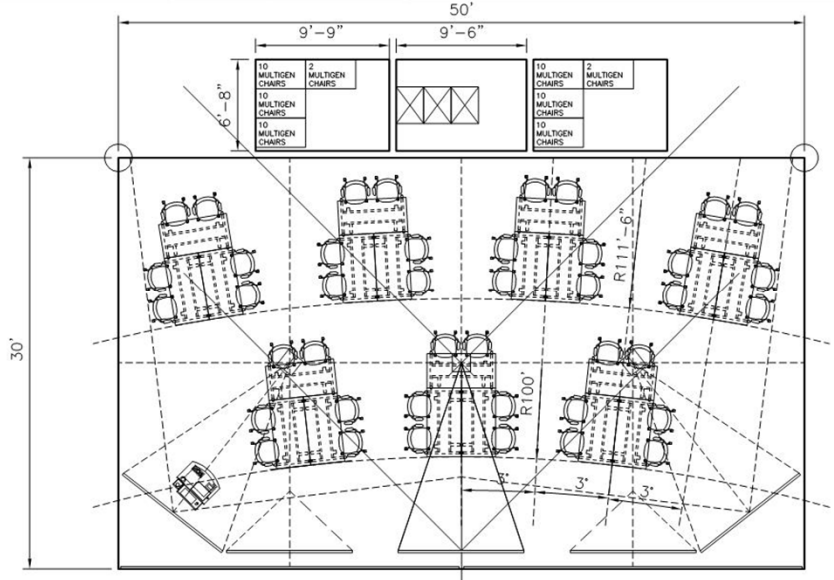 50'
9'-9"
9'-6"
10
MULTIGEN
CHAIRS
2
MULTIGEN
CHAIRS
10
MULTIGEN
CHAIRS
10
MULTIGEN
CHAIRS
10
MULTIGEN
CHAIRS
2
MULTIGEN
CHAIRS
10
MULTIGEN
CHAIRS
10
MULTIGEN
CHAIRS
6'-8"
30'
R111'-6"
R100'
3°
3°
3°